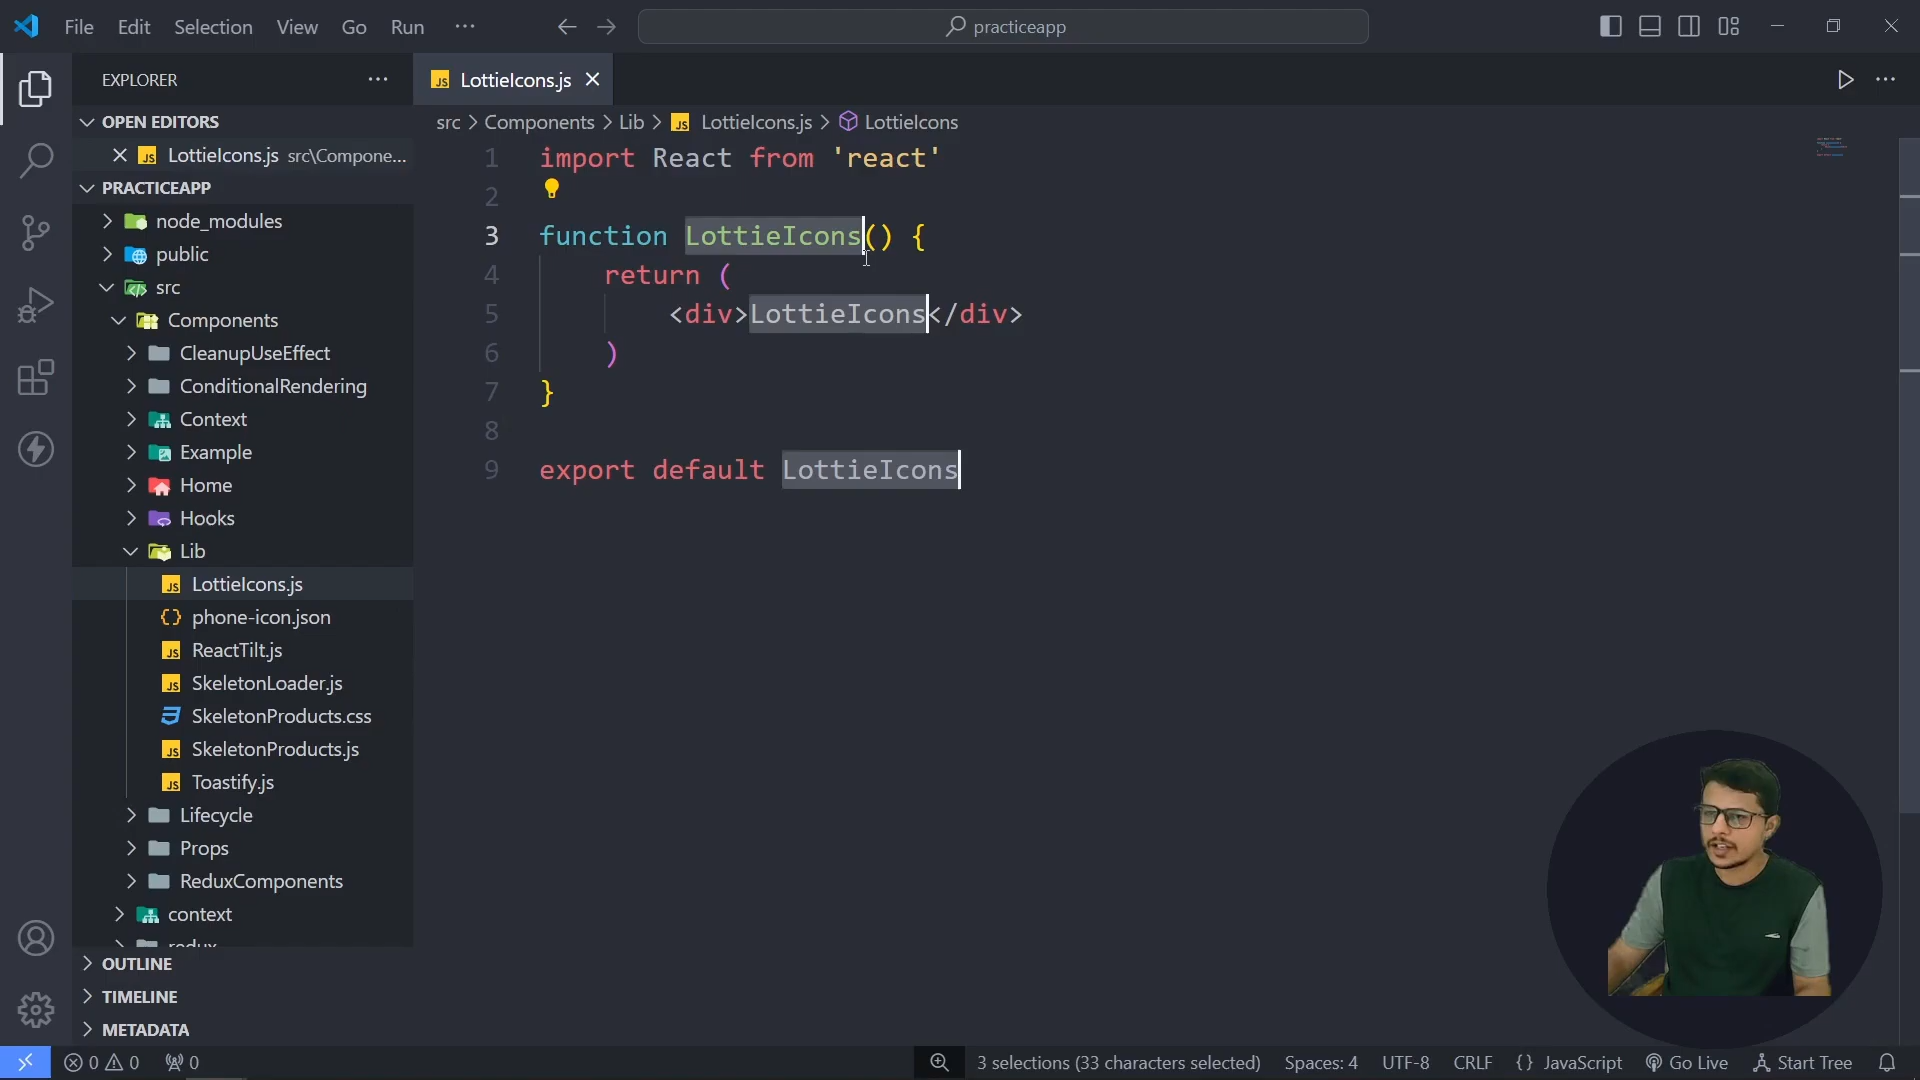 File Edit Selection View Go Run ··· practiceapp
EXPLORER
LottieIcons.js
OPEN EDITORS
LottieIcons.js src\Compone...
PRACTICEAPP
node_modules
public
src
Components
CleanupUseEffect
ConditionalRendering
Context
Example
Home
Hooks
Lib
LottieIcons.js
phone-icon.json
ReactTilt.js
SkeletonLoader.js
SkeletonProducts.css
SkeletonProducts.js
Toastify.js
Lifecycle
Props
ReduxComponents
context
redux
OUTLINE
TIMELINE
METADATA
src > Components > Lib > JS LottieIcons.js > LottieIcons
1 import React from 'react'
2
3 function LottieIcons() {
4 return (
5 <div>LottieIcons</div>
6 )
7 }
8
9 export default LottieIcons
0 0 0 3 selections (33 characters selected) Spaces: 4 UTF-8 CRLF {} JavaScript Go Live Start Tree